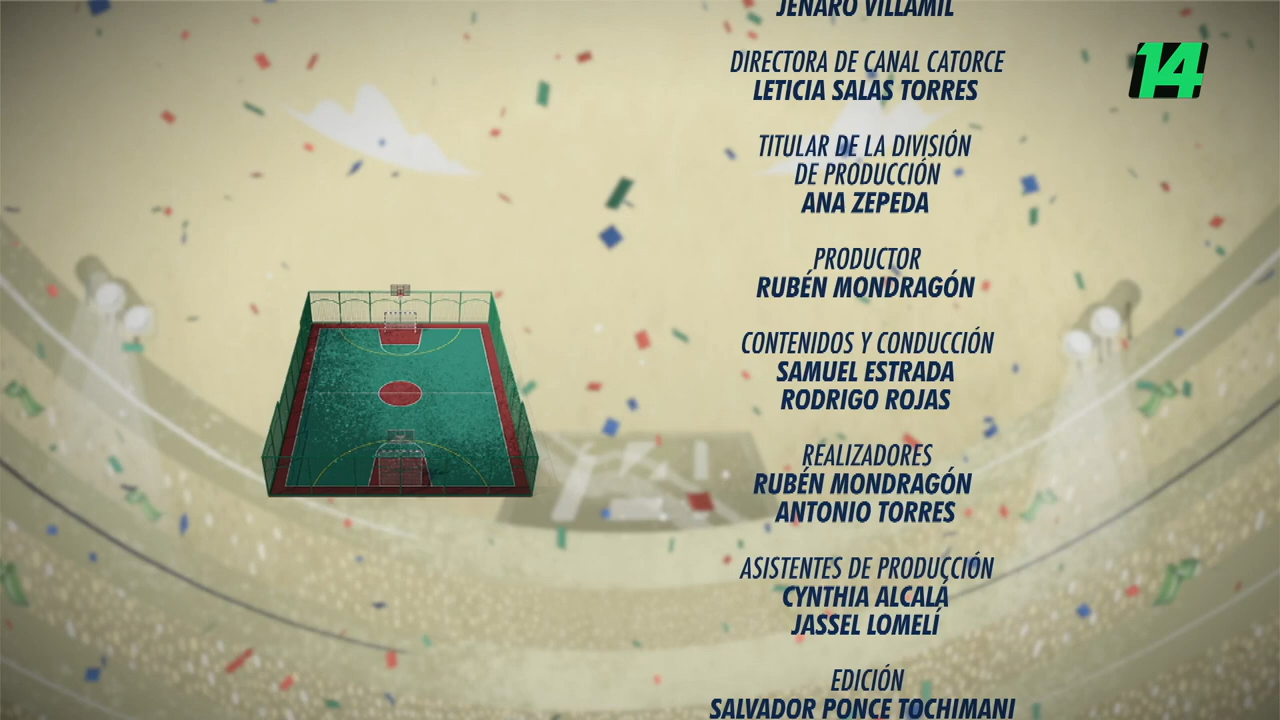 JENARO VILLAMIL
14
DIRECTORA DE CANAL CATORCE
LETICIA SALAS TORRES
TITULAR DE LA DIVISIÓN
DE PRODUCCIÓN
ANA ZEPEDA
PRODUCTOR
RUBÉN MONDRAGÓN
CONTENIDOS Y CONDUCCIÓN
SAMUEL ESTRADA
RODRIGO ROJAS
REALIZADORES
RUBÉN MONDRAGÓN
ANTONIO TORRES
ASISTENTES DE PRODUCCIÓN
CYNTHIA ALCALÁ
JASSEL LOMELÍ
EDICIÓN
SALVADOR PONCE TOCHIMANI